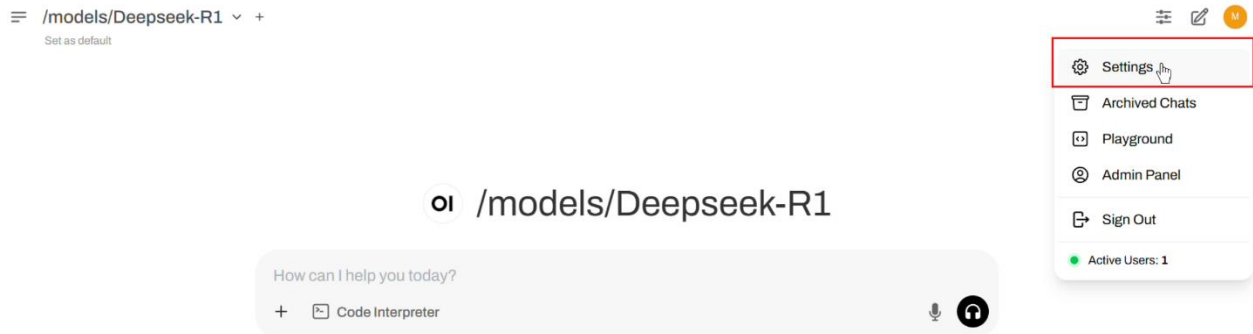 /models/Deepseek-R1
Set as default
M
Settings
Archived Chats
Playground
Admin Panel
Sign Out
Active Users: 1
OI /models/Deepseek-R1
How can I help you today?
Code Interpreter